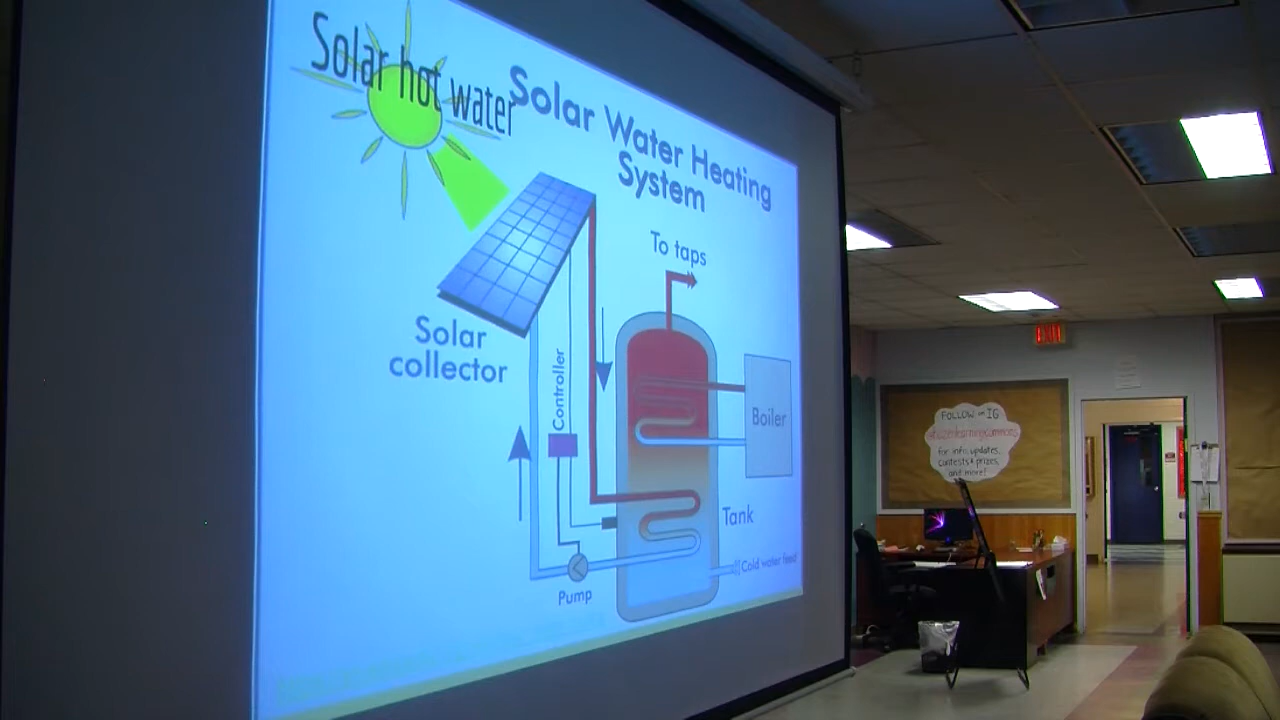 Solar hot water
Solar Water Heating
System
To taps
Solar
collector
Controller
Boiler
Tank
Cold water feed
Pump
EXIT
FOLLOW on IG
for info, updates,
contests & prizes,
and more!